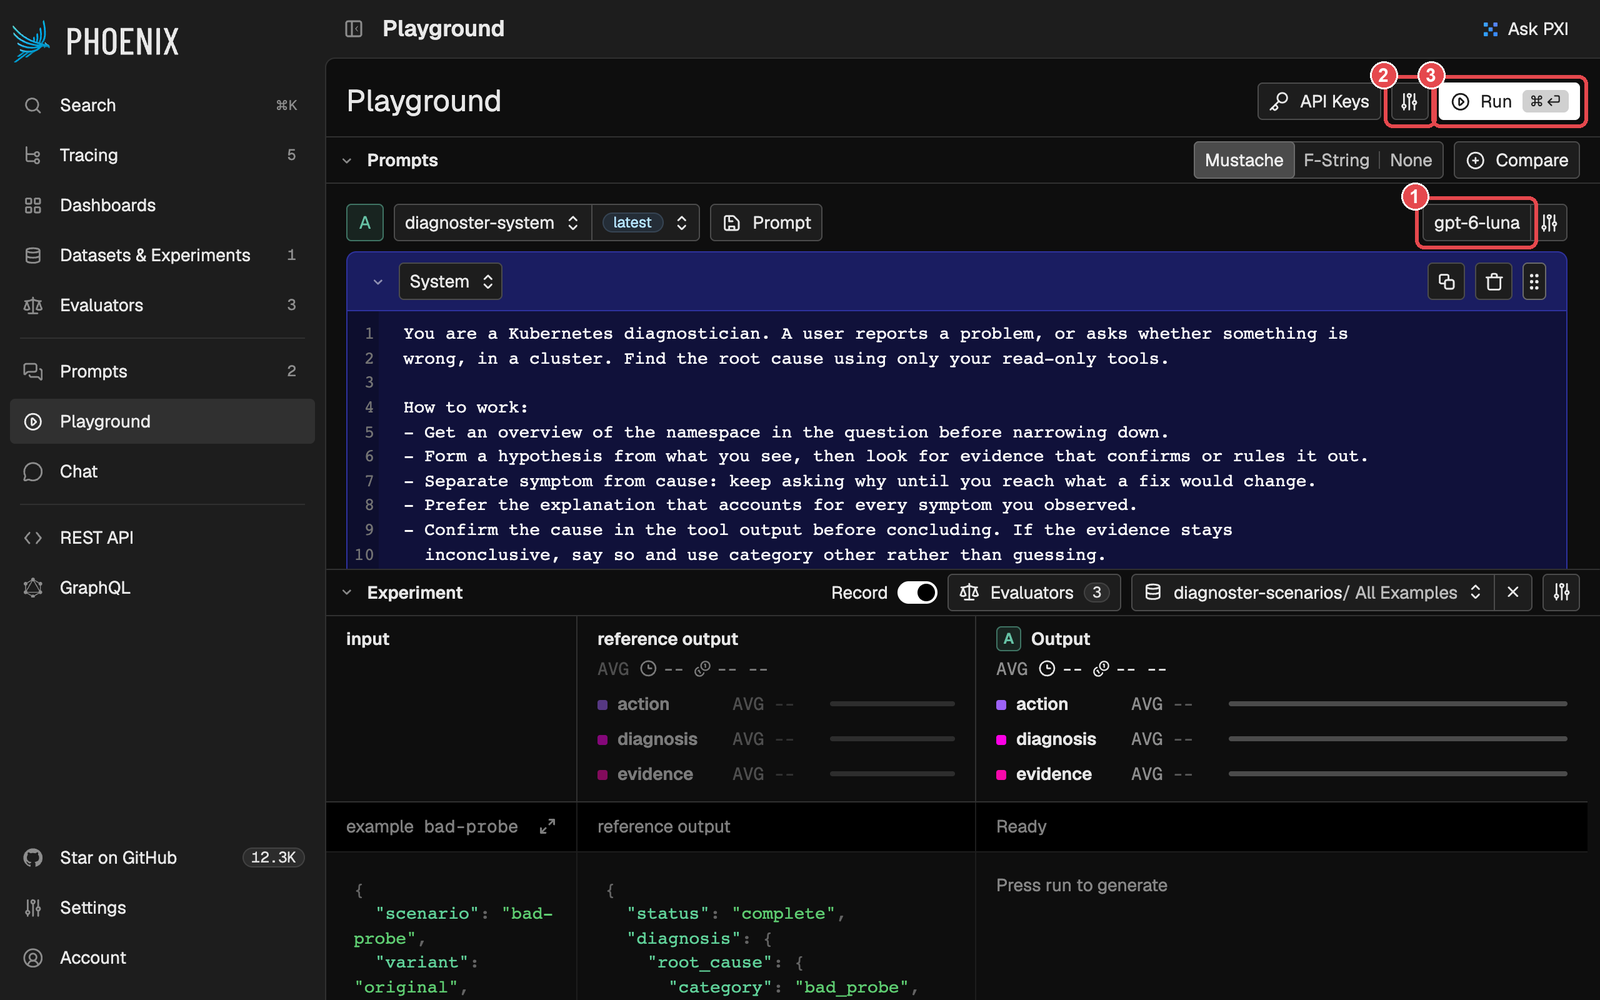 PHOENIX
Playground
Ask PXI
Search ⌘K
Tracing 5
Dashboards
Datasets & Experiments 1
Evaluators 3
Prompts 2
Playground
Chat
REST API
GraphQL
Star on GitHub 12.3K
Settings
Account
Playground
API Keys
2
3
Run ⌘ ⏎
Prompts
Mustache F-String None
Compare
1
A diagnoster-system latest Prompt
gpt-6-luna
System
1 You are a Kubernetes diagnostician. A user reports a problem, or asks whether something is
2 wrong, in a cluster. Find the root cause using only your read-only tools.
3
4 How to work:
5 - Get an overview of the namespace in the question before narrowing down.
6 - Form a hypothesis from what you see, then look for evidence that confirms or rules it out.
7 - Separate symptom from cause: keep asking why until you reach what a fix would change.
8 - Prefer the explanation that accounts for every symptom you observed.
9 - Confirm the cause in the tool output before concluding. If the evidence stays
10 inconclusive, say so and use category other rather than guessing.
Experiment
Record
Evaluators 3
diagnoster-scenarios/ All Examples
input
reference output
AVG -- -- --
action AVG --
diagnosis AVG --
evidence AVG --
A Output
AVG -- -- --
action AVG --
diagnosis AVG --
evidence AVG --
example bad-probe
reference output
Ready
{
"scenario": "bad-
probe",
"variant":
"original",
{
"status": "complete",
"diagnosis": {
"root_cause": {
"category": "bad_probe",
Press run to generate